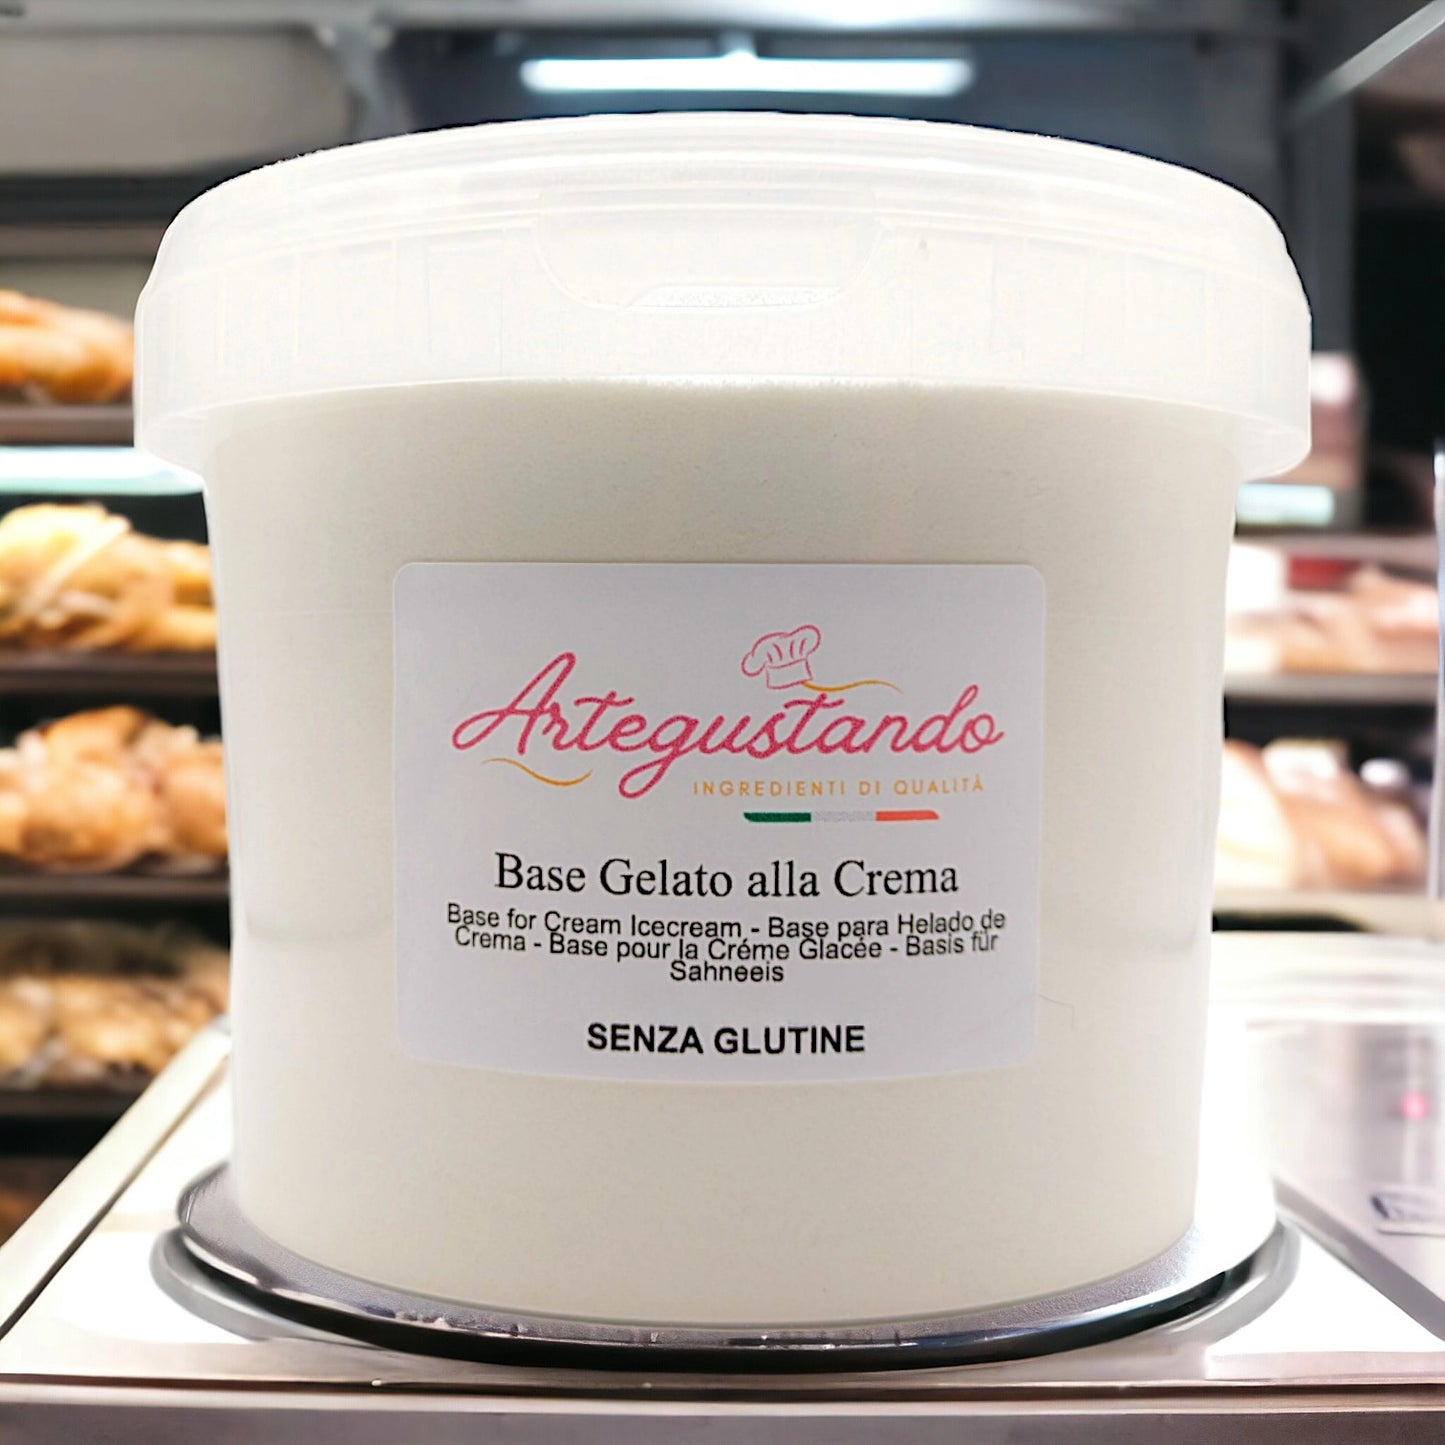 Artegustando
INGREDIENTI DI QUALITÀ
Base Gelato alla Crema
Base for Cream Icecream - Base para Helado de
Crema - Base pour la Créme Glacée - Basis für
Sahneeis
SENZA GLUTINE